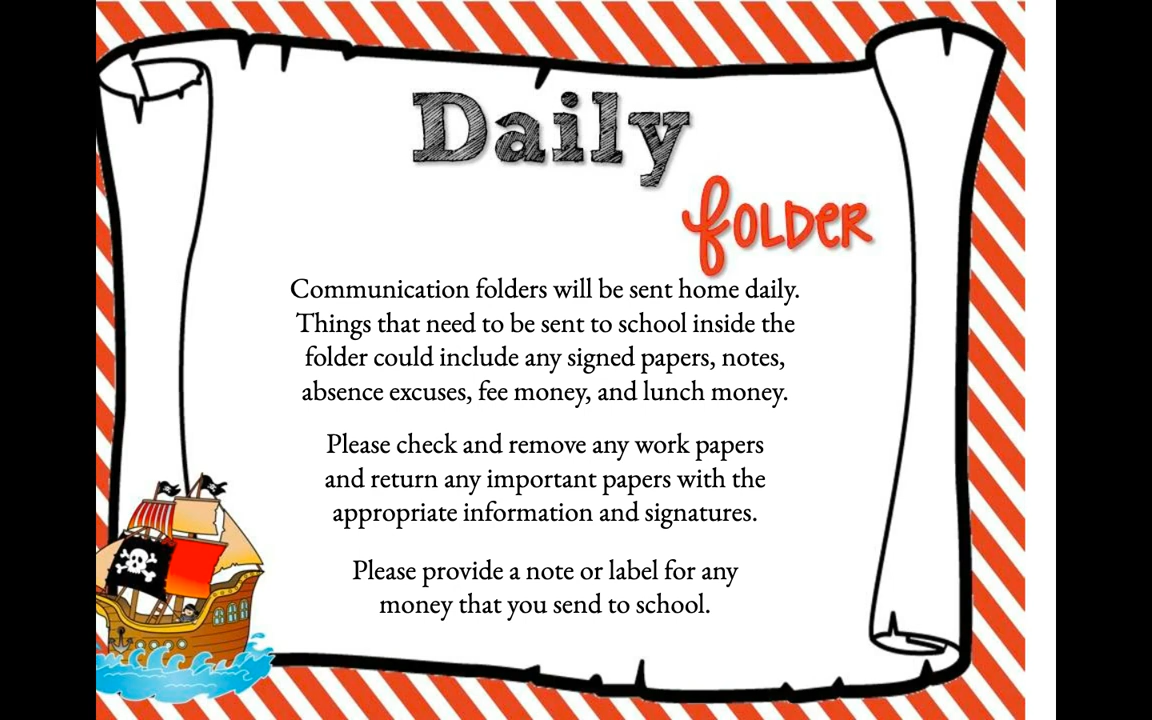 Daily
folder
Communication folders will be sent home daily.
Things that need to be sent to school inside the
folder could include any signed papers, notes,
absence excuses, fee money, and lunch money.
Please check and remove any work papers
and return any important papers with the
appropriate information and signatures.
Please provide a note or label for any
money that you send to school.